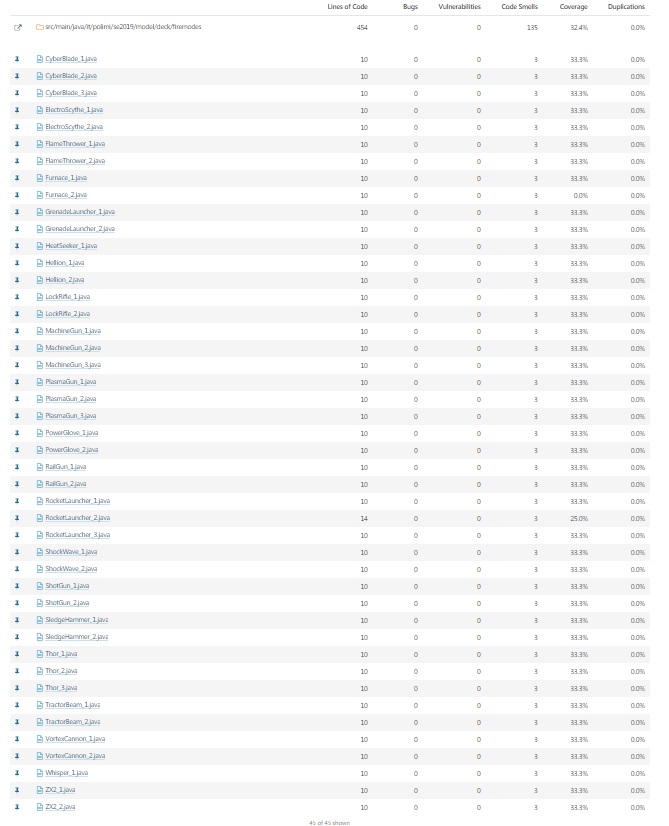 Lines of Code Bugs Vulnerabilities Code Smells Coverage Duplications
src/main/java/it/polimi/se2019/model/deck/firemodes 454 0 0 135 32.4% 0.0%
CyberBlade_1.java 10 0 0 3 33.3% 0.0%
CyberBlade_2.java 10 0 0 3 33.3% 0.0%
CyberBlade_3.java 10 0 0 3 33.3% 0.0%
ElectroScythe_1.java 10 0 0 3 33.3% 0.0%
ElectroScythe_2.java 10 0 0 3 33.3% 0.0%
FlameThrower_1.java 10 0 0 3 33.3% 0.0%
FlameThrower_2.java 10 0 0 3 33.3% 0.0%
Furnace_1.java 10 0 0 3 33.3% 0.0%
Furnace_2.java 10 0 0 3 0.0% 0.0%
GrenadeLauncher_1.java 10 0 0 3 33.3% 0.0%
GrenadeLauncher_2.java 10 0 0 3 33.3% 0.0%
HeatSeeker_1.java 10 0 0 3 33.3% 0.0%
Hellion_1.java 10 0 0 3 33.3% 0.0%
Hellion_2.java 10 0 0 3 33.3% 0.0%
LockRifle_1.java 10 0 0 3 33.3% 0.0%
LockRifle_2.java 10 0 0 3 33.3% 0.0%
MachineGun_1.java 10 0 0 3 33.3% 0.0%
MachineGun_2.java 10 0 0 3 33.3% 0.0%
MachineGun_3.java 10 0 0 3 33.3% 0.0%
PlasmaGun_1.java 10 0 0 3 33.3% 0.0%
PlasmaGun_2.java 10 0 0 3 33.3% 0.0%
PlasmaGun_3.java 10 0 0 3 33.3% 0.0%
PowerGlove_1.java 10 0 0 3 33.3% 0.0%
PowerGlove_2.java 10 0 0 3 33.3% 0.0%
RailGun_1.java 10 0 0 3 33.3% 0.0%
RailGun_2.java 10 0 0 3 33.3% 0.0%
RocketLauncher_1.java 10 0 0 3 33.3% 0.0%
RocketLauncher_2.java 14 0 0 3 25.0% 0.0%
RocketLauncher_3.java 10 0 0 3 33.3% 0.0%
ShockWave_1.java 10 0 0 3 33.3% 0.0%
ShockWave_2.java 10 0 0 3 33.3% 0.0%
ShotGun_1.java 10 0 0 3 33.3% 0.0%
ShotGun_2.java 10 0 0 3 33.3% 0.0%
SledgeHammer_1.java 10 0 0 3 33.3% 0.0%
SledgeHammer_2.java 10 0 0 3 33.3% 0.0%
Thor_1.java 10 0 0 3 33.3% 0.0%
Thor_2.java 10 0 0 3 33.3% 0.0%
Thor_3.java 10 0 0 3 33.3% 0.0%
TractorBeam_1.java 10 0 0 3 33.3% 0.0%
TractorBeam_2.java 10 0 0 3 33.3% 0.0%
VortexCannon_1.java 10 0 0 3 33.3% 0.0%
VortexCannon_2.java 10 0 0 3 33.3% 0.0%
Whisper_1.java 10 0 0 3 33.3% 0.0%
ZX2_1.java 10 0 0 3 33.3% 0.0%
ZX2_2.java 10 0 0 3 33.3% 0.0%
45 of 45 shown